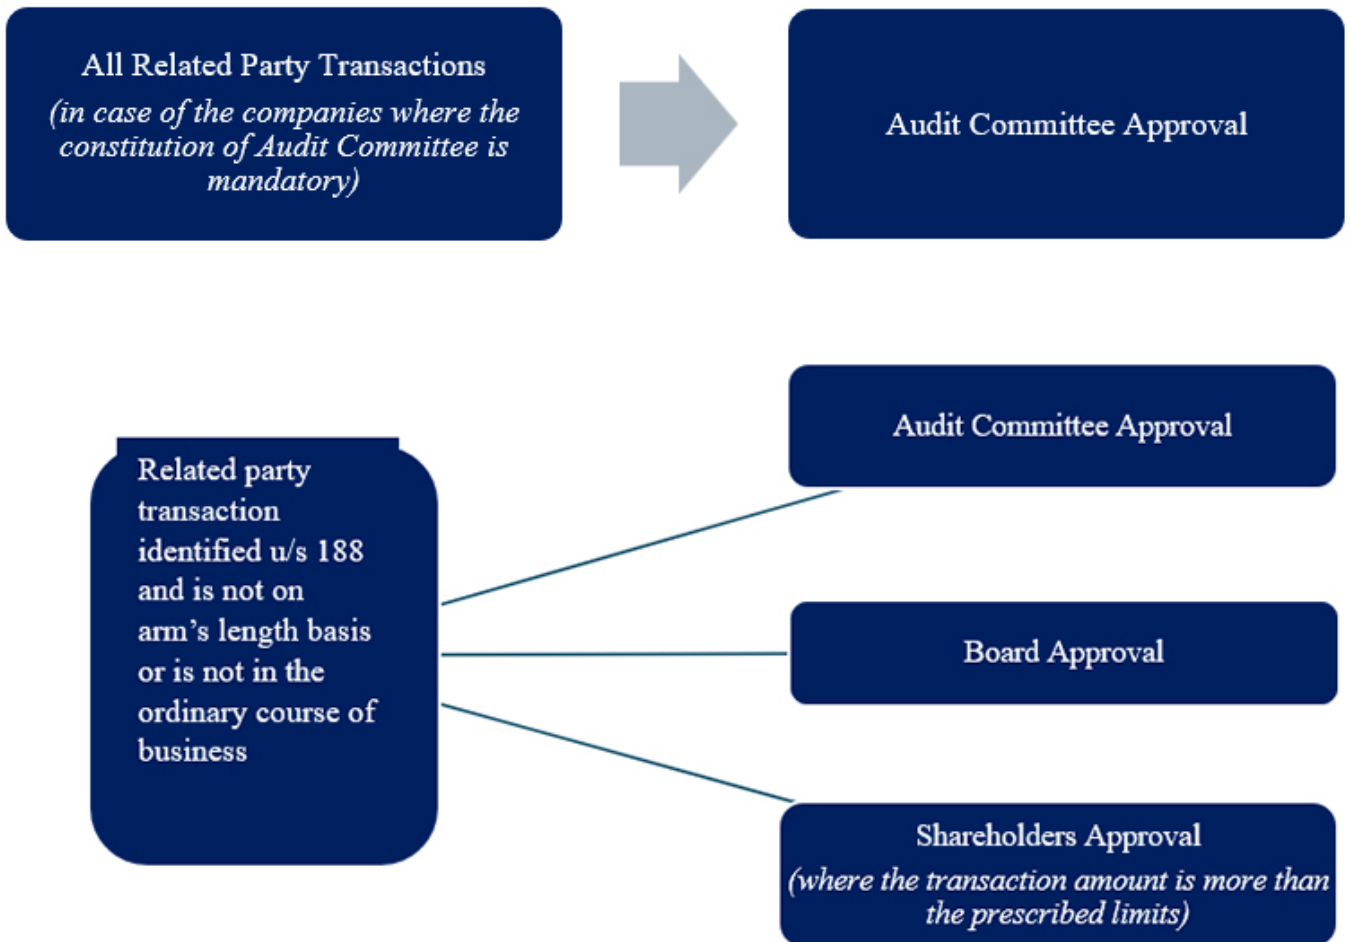 All Related Party Transactions
(in case of the companies where the
constitution of Audit Committee is
mandatory)
Audit Committee Approval
Related party
transaction
identified u/s 188
and is not on
arm’s length basis
or is not in the
ordinary course of
business
Audit Committee Approval
Board Approval
Shareholders Approval
(where the transaction amount is more than
the prescribed limits)